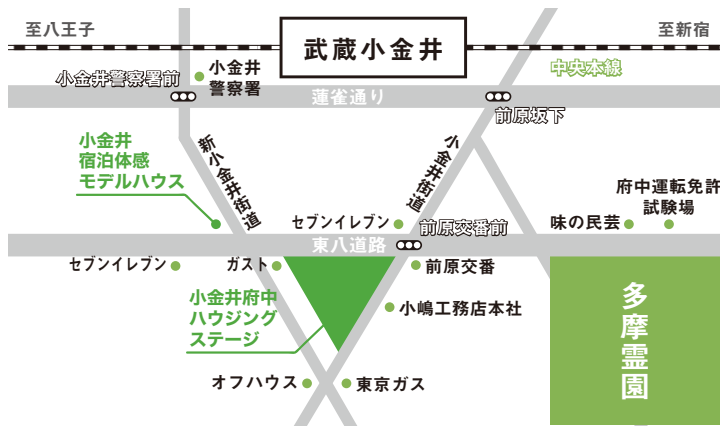 至八王子
武蔵小金井
至新宿
中央本線
小金井警察署前
小金井
警察署
蓮雀通り
前原坂下
小金井
宿泊体感
モデルハウス
新小金井街道
小金井街道
府中運転免許
試験場
セブンイレブン
前原交番前
味の民芸
東八道路
セブンイレブン
ガスト
前原交番
小金井府中
ハウジング
ステージ
小嶋工務店本社
多摩霊園
オフハウス
東京ガス